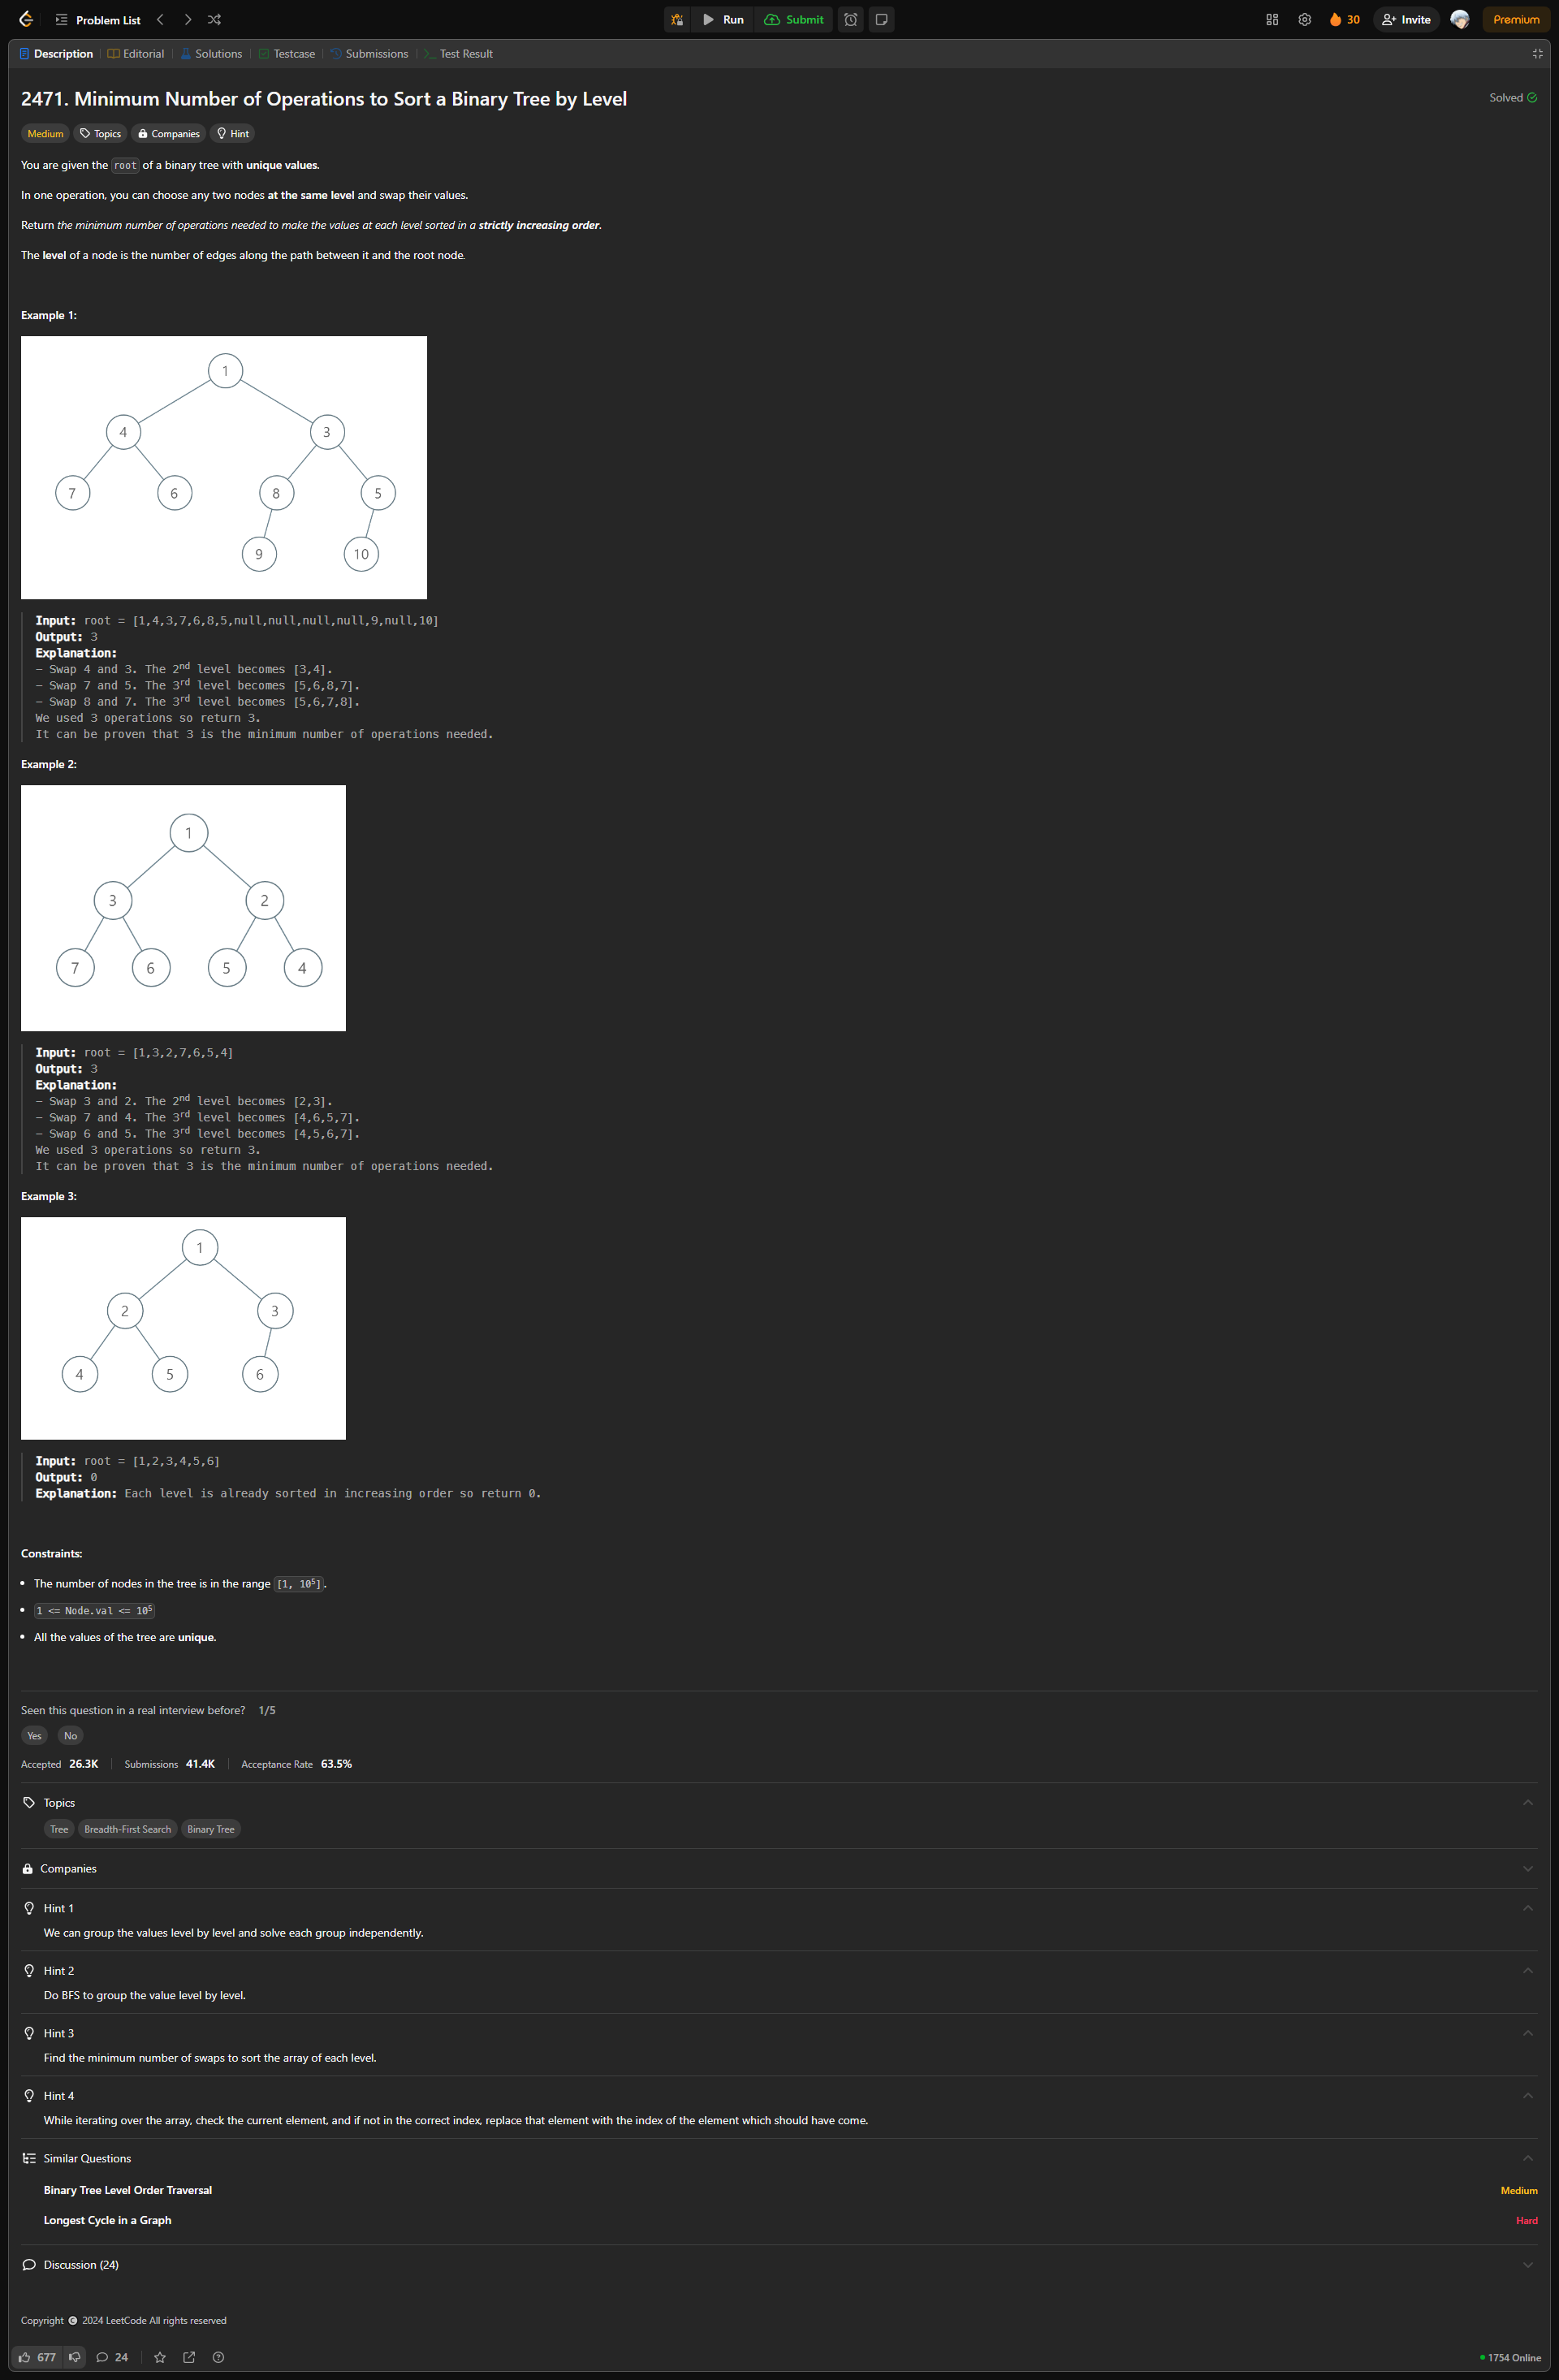 Problem List
Run
Submit
30
Invite
Premium
Description
Editorial
Solutions
Testcase
Submissions
Test Result
2471. Minimum Number of Operations to Sort a Binary Tree by Level
Solved
Medium
Topics
Companies
Hint
You are given the root of a binary tree with unique values.
In one operation, you can choose any two nodes at the same level and swap their values.
Return the minimum number of operations needed to make the values at each level sorted in a strictly increasing order.
The level of a node is the number of edges along the path between it and the root node.
Example 1:
1
4 3
7 6 8 5
9 10
Input: root = [1,4,3,7,6,8,5,null,null,null,null,9,null,10]
Output: 3
Explanation:
- Swap 4 and 3. The 2nd level becomes [3,4].
- Swap 7 and 5. The 3rd level becomes [5,6,8,7].
- Swap 8 and 7. The 3rd level becomes [5,6,7,8].
We used 3 operations so return 3.
It can be proven that 3 is the minimum number of operations needed.
Example 2:
1
3 2
7 6 5 4
Input: root = [1,3,2,7,6,5,4]
Output: 3
Explanation:
- Swap 3 and 2. The 2nd level becomes [2,3].
- Swap 7 and 4. The 3rd level becomes [4,6,5,7].
- Swap 6 and 5. The 3rd level becomes [4,5,6,7].
We used 3 operations so return 3.
It can be proven that 3 is the minimum number of operations needed.
Example 3:
1
2 3
4 5 6
Input: root = [1,2,3,4,5,6]
Output: 0
Explanation: Each level is already sorted in increasing order so return 0.
Constraints:
• The number of nodes in the tree is in the range [1, 10⁵].
• 1 <= Node.val <= 10⁵
• All the values of the tree are unique.
Seen this question in a real interview before? 1/5
Yes
No
Accepted 26.3K
Submissions 41.4K
Acceptance Rate 63.5%
Topics
Tree
Breadth-First Search
Binary Tree
Companies
Hint 1
We can group the values level by level and solve each group independently.
Hint 2
Do BFS to group the value level by level.
Hint 3
Find the minimum number of swaps to sort the array of each level.
Hint 4
While iterating over the array, check the current element, and if not in the correct index, replace that element with the index of the element which should have come.
Similar Questions
Binary Tree Level Order Traversal
Medium
Longest Cycle in a Graph
Hard
Discussion (24)
Copyright © 2024 LeetCode All rights reserved
677
24
1754 Online